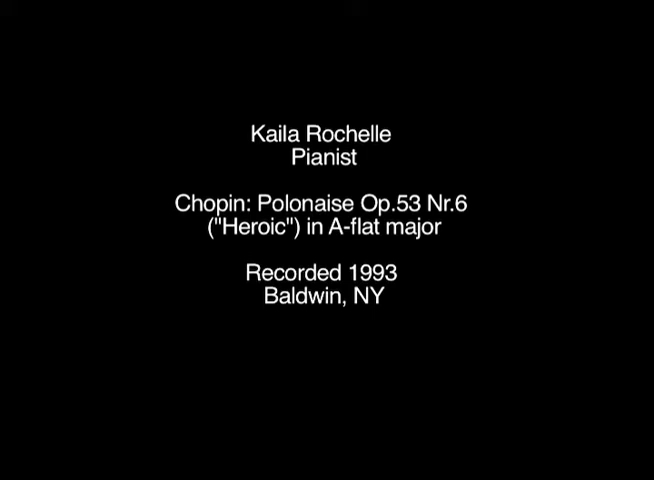 Kaila Rochelle
Pianist
Chopin: Polonaise Op.53 Nr.6
("Heroic") in A-flat major
Recorded 1993
Baldwin, NY